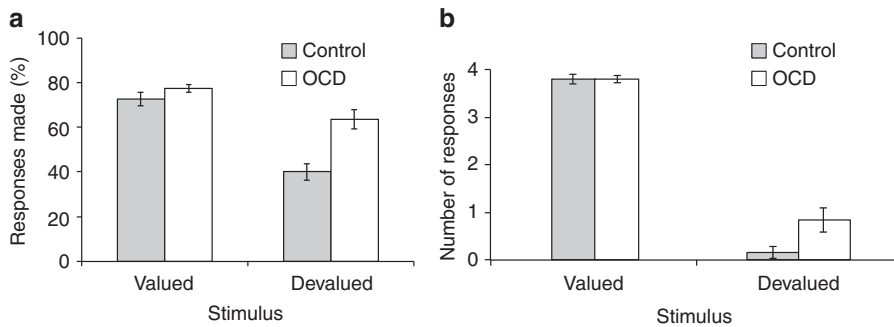 a
Responses made (%)
100
80
60
40
20
0
Control
OCD
Valued
Devalued
Stimulus
b
Number of responses
4
3
2
1
0
Control
OCD
Valued
Devalued
Stimulus